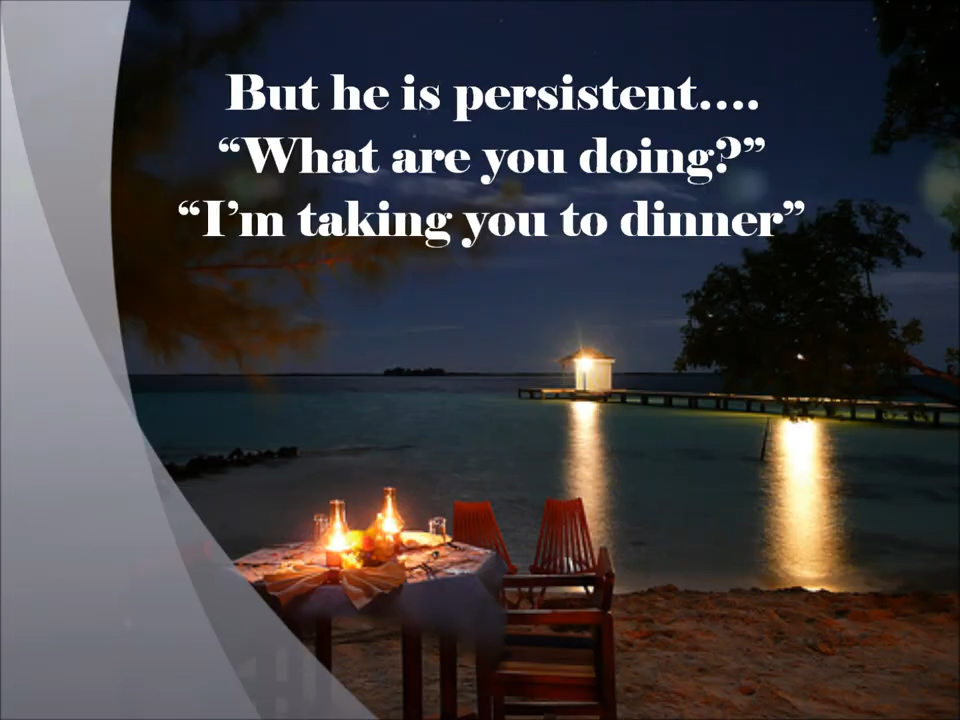 But he is persistent....
“What are you doing?”
“I’m taking you to dinner”